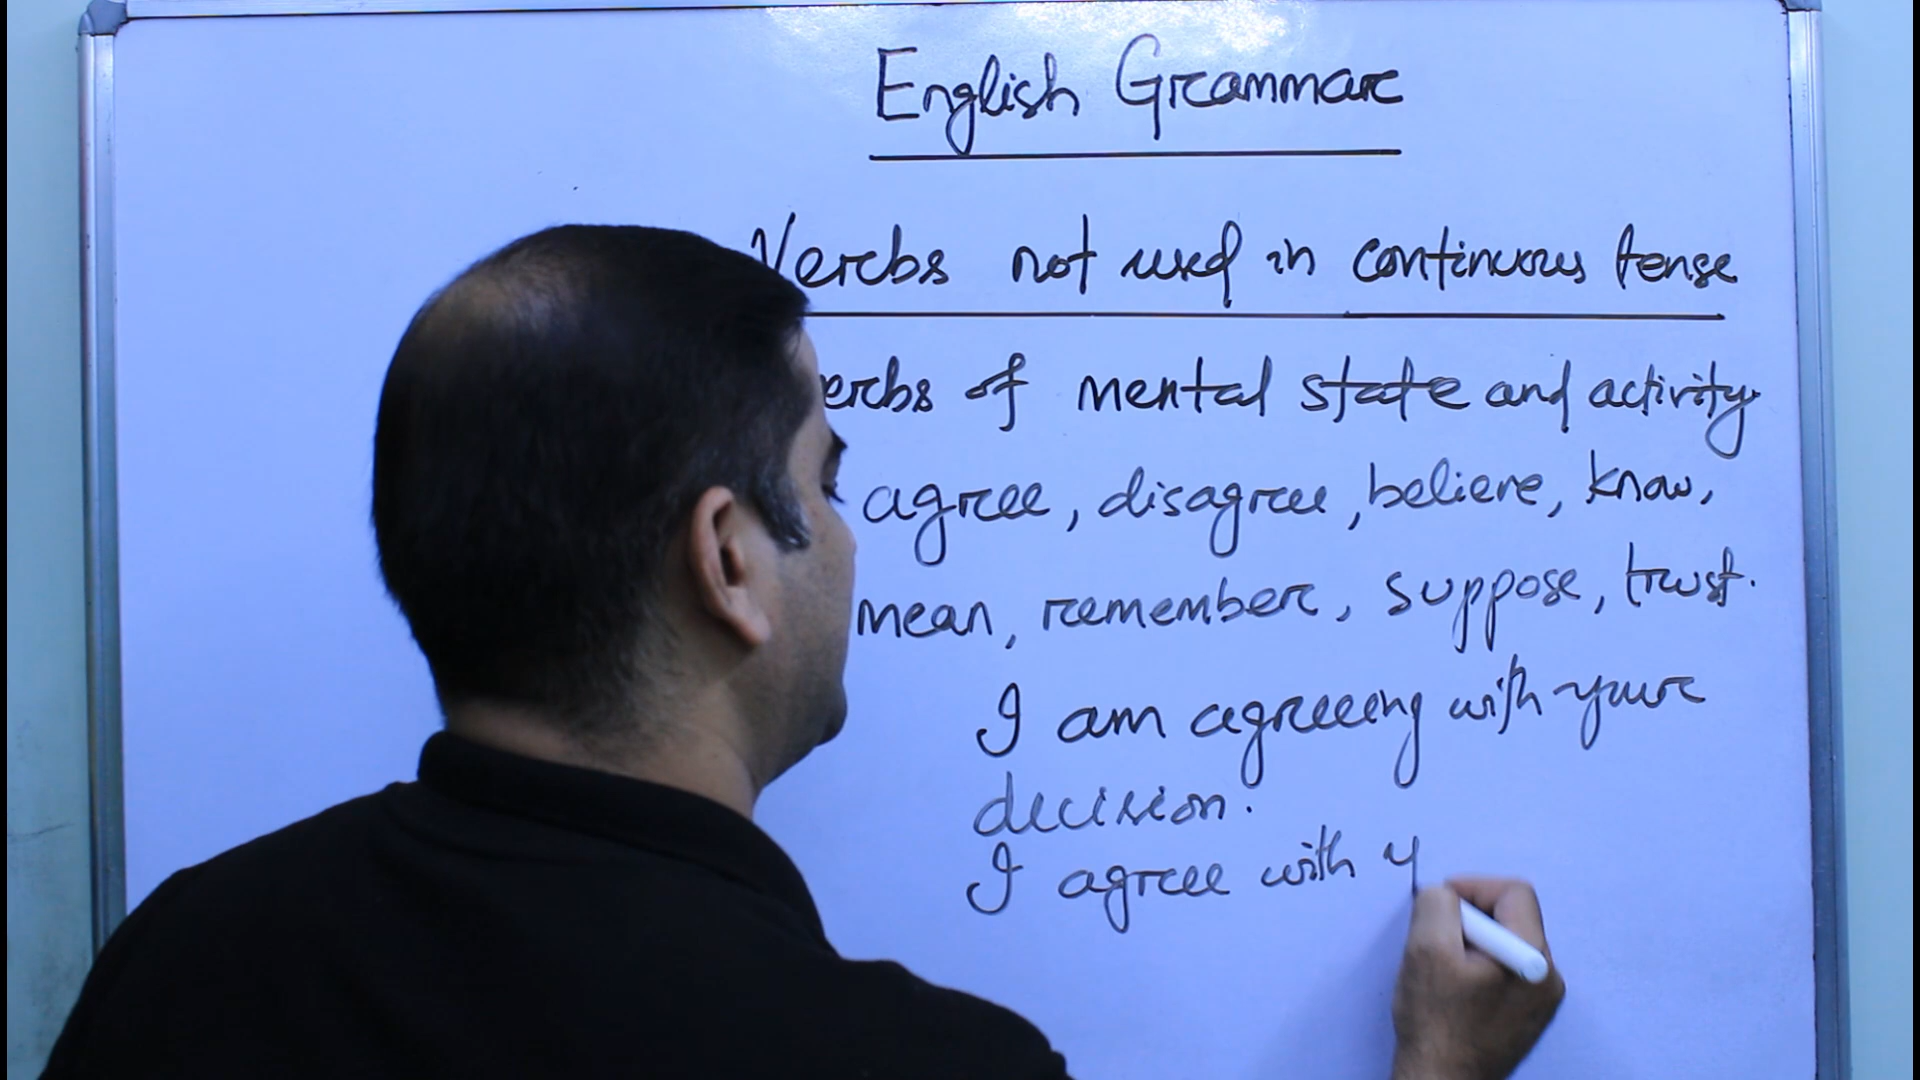 English Grammar
Verbs not used in continuous tense
erbs of mental state and activity.
agree, disagree, believe, know,
mean, remember, suppose, trust.
I am agreeing with your
decision.
I agree with y